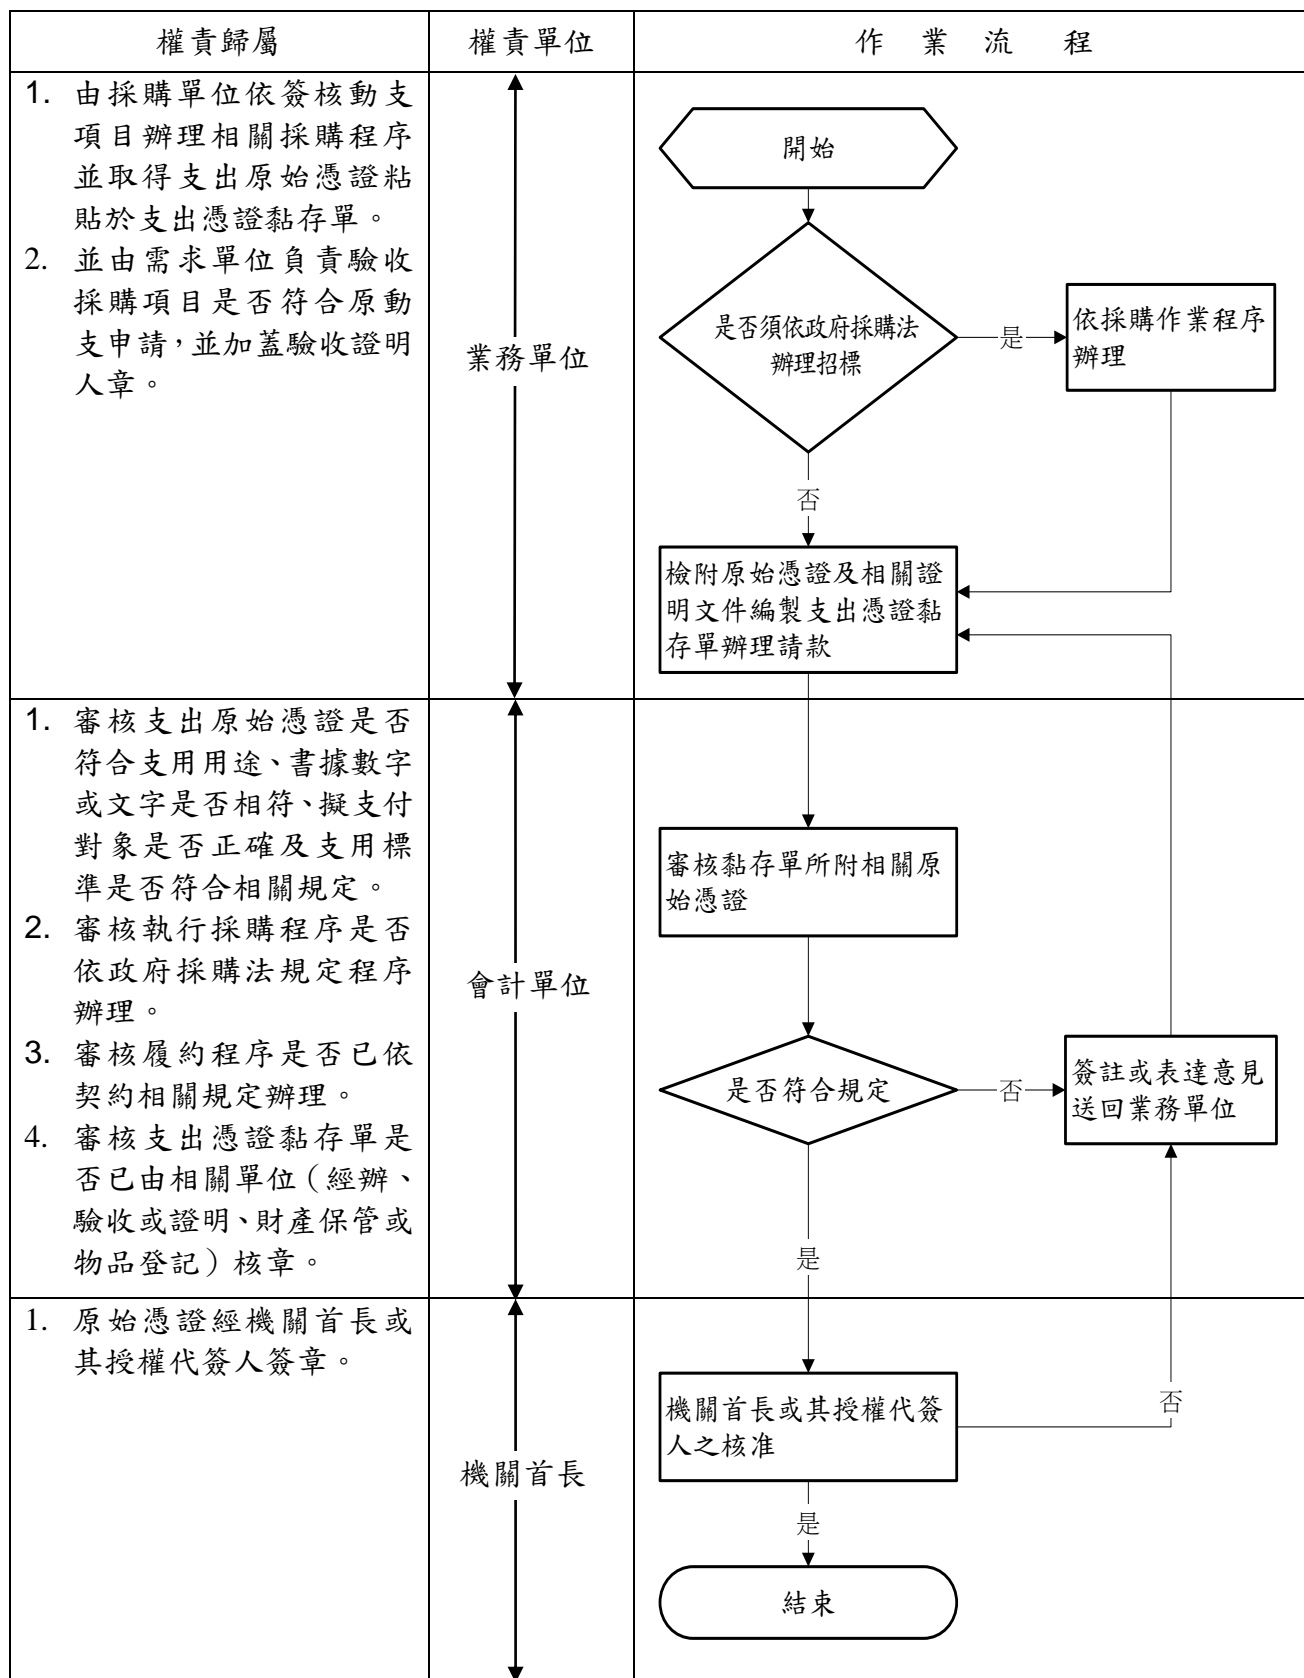 權責歸屬
權責單位
作業流程
1. 由採購單位依簽核動支
項目辦理相關採購程序
並取得支出原始憑證粘
貼於支出憑證黏存單。
2. 並由需求單位負責驗收
採購項目是否符合原動
支申請，並加蓋驗收證明
人章。
業務單位
開始
是否須依政府採購法
辦理招標
是
依採購作業程序
辦理
否
檢附原始憑證及相關證
明文件編製支出憑證黏
存單辦理請款
1. 審核支出原始憑證是否
符合支用用途、書據數字
或文字是否相符、擬支付
對象是否正確及支用標
準是否符合相關規定。
2. 審核執行採購程序是否
依政府採購法規定程序
辦理。
3. 審核履約程序是否已依
契約相關規定辦理。
4. 審核支出憑證黏存單是
否已由相關單位（經辦、
驗收或證明、財產保管或
物品登記）核章。
會計單位
審核黏存單所附相關原
始憑證
是否符合規定
否
簽註或表達意見
送回業務單位
是
1. 原始憑證經機關首長或
其授權代簽人簽章。
機關首長
機關首長或其授權代簽
人之核准
否
是
結束